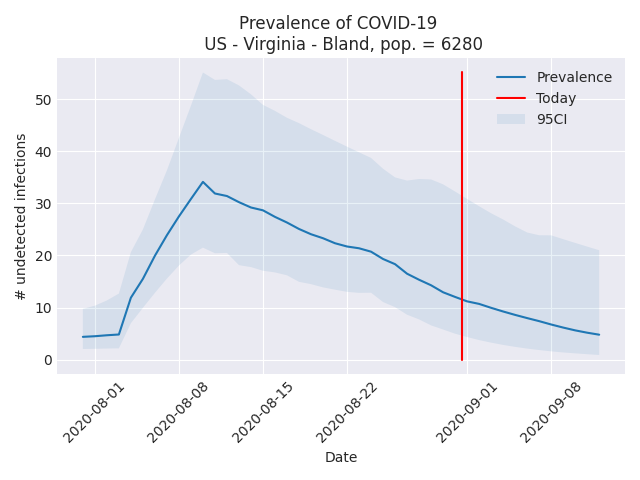 Prevalence of COVID-19
US - Virginia - Bland, pop. = 6280
Prevalence
Today
95CI
# undetected infections
50
40
30
20
10
0
2020-08-01
2020-08-08
2020-08-15
2020-08-22
2020-09-01
2020-09-08
Date